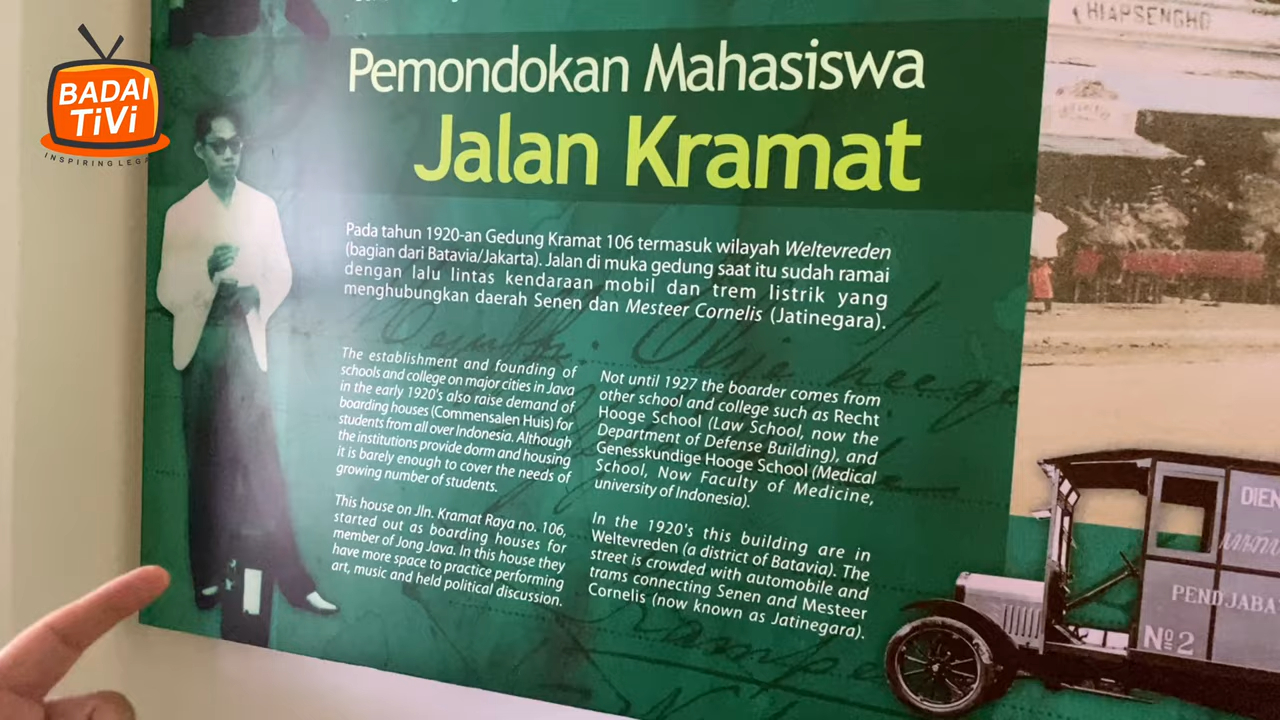 BADAI
TiVi
INSPIRING LEGA
HIAPSENGHO
Pemondokan Mahasiswa
Jalan Kramat
Pada tahun 1920-an Gedung Kramat 106 termasuk wilayah Weltevreden
(bagian dari Batavia/Jakarta). Jalan di muka gedung saat itu sudah ramai
dengan lalu lintas kendaraan mobil dan trem listrik yang
menghubungkan daerah Senen dan Mesteer Cornelis (Jatinegara).
The establishment and founding of
schools and college on major cities in Java
in the early 1920's also raise demand of
boarding houses (Commensalen Huis) for
students from all over Indonesia. Although
the institutions provide dorm and housing
it is barely enough to cover the needs of
growing number of students.
This house on Jln. Kramat Raya no. 106,
started out as boarding houses for
member of Jong Java. In this house they
have more space to practice performing
art, music and held political discussion.
Not until 1927 the boarder comes from
other school and college such as Recht
Hooge School (Law School, now the
Department of Defense Building), and
Genesskundige Hooge School (Medical
School, Now Faculty of Medicine,
university of Indonesia).
In the 1920's this building are in
Weltevreden (a district of Batavia). The
street is crowded with automobile and
trams connecting Senen and Mesteer
Cornelis (now known as Jatinegara).
DIEN
PENDJABA
No 2